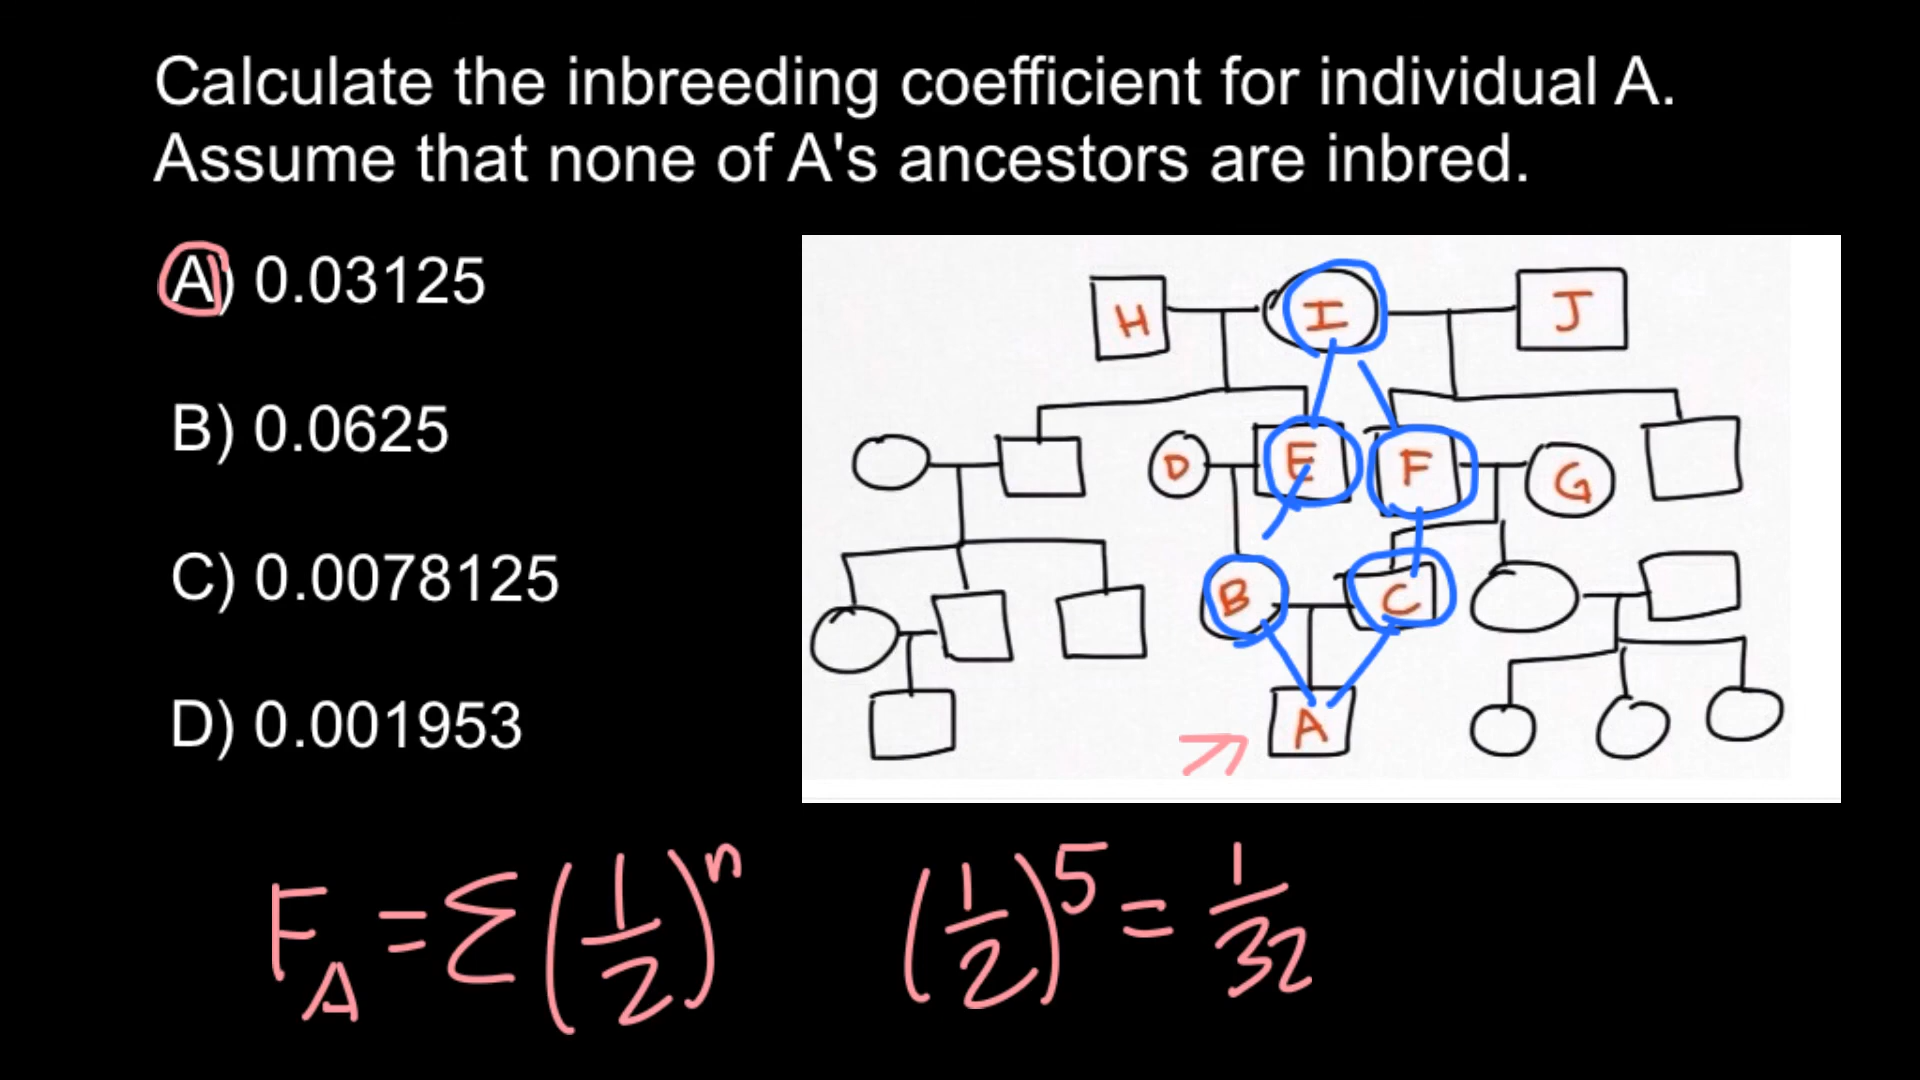 Calculate the inbreeding coefficient for individual A.
Assume that none of A's ancestors are inbred.
A) 0.03125
B) 0.0625
C) 0.0078125
D) 0.001953
H I J
D E F G
B C
A
F_A = Σ(1/2)^n (1/2)^5 = 1/32